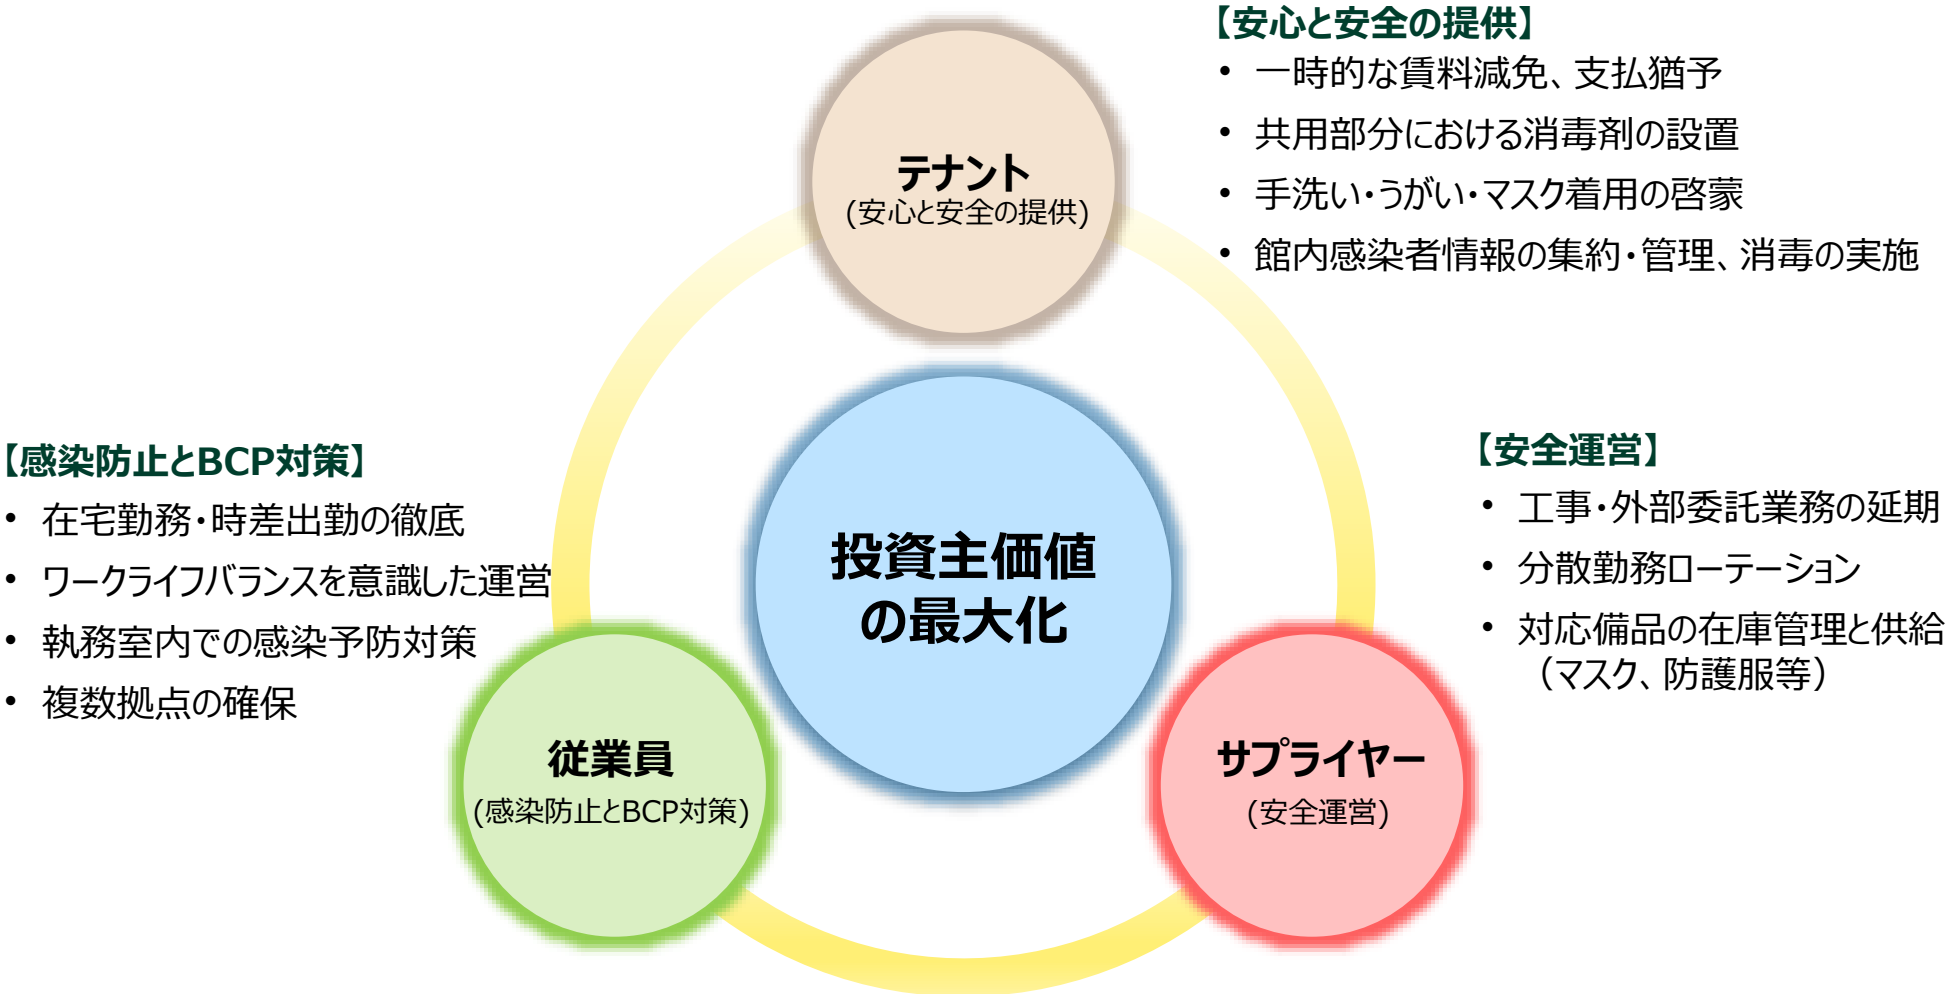 【安心と安全の提供】
• 一時的な賃料減免、支払猶予
• 共用部分における消毒剤の設置
• 手洗い・うがい・マスク着用の啓蒙
• 館内感染者情報の集約・管理、消毒の実施
テナント
(安心と安全の提供)
【感染防止とBCP対策】
• 在宅勤務・時差出勤の徹底
• ワークライフバランスを意識した運営
• 執務室内での感染予防対策
• 複数拠点の確保
投資主価値
の最大化
【安全運営】
• 工事・外部委託業務の延期
• 分散勤務ローテーション
• 対応備品の在庫管理と供給
（マスク、防護服等）
従業員
(感染防止とBCP対策)
サプライヤー
(安全運営)